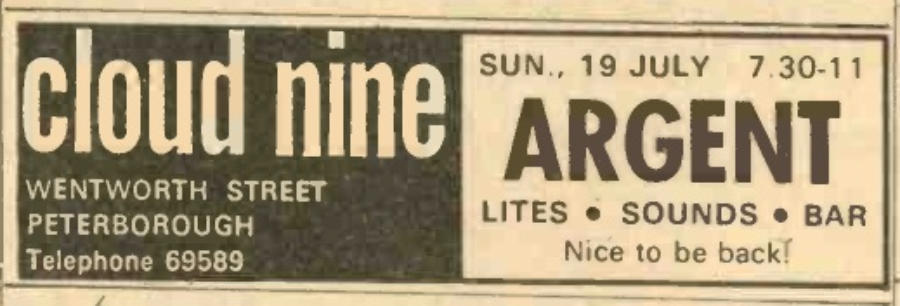 cloud nine
WENTWORTH STREET
PETERBOROUGH
Telephone 69589
SUN., 19 JULY 7.30-11
ARGENT
LITES • SOUNDS • BAR
Nice to be back!